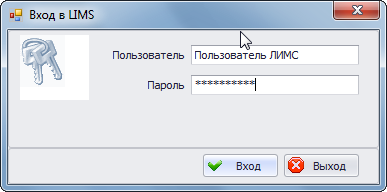 Вход в LIMS
Пользователь Пользователь ЛИМС
Пароль **********
Вход Выход